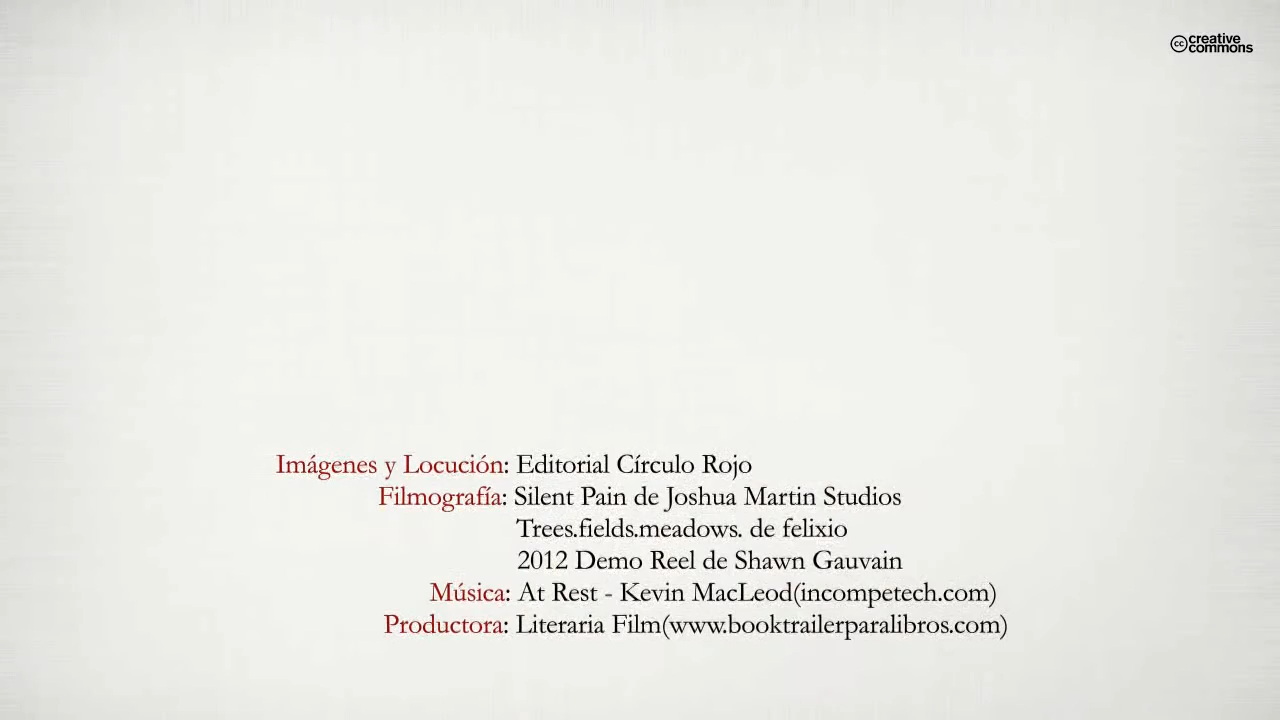 cc creative
commons
Imágenes y Locución: Editorial Círculo Rojo
Filmografía: Silent Pain de Joshua Martin Studios
Trees.fields.meadows. de felixio
2012 Demo Reel de Shawn Gauvain
Música: At Rest - Kevin MacLeod(incompetech.com)
Productora: Literaria Film(www.booktrailerparalibros.com)